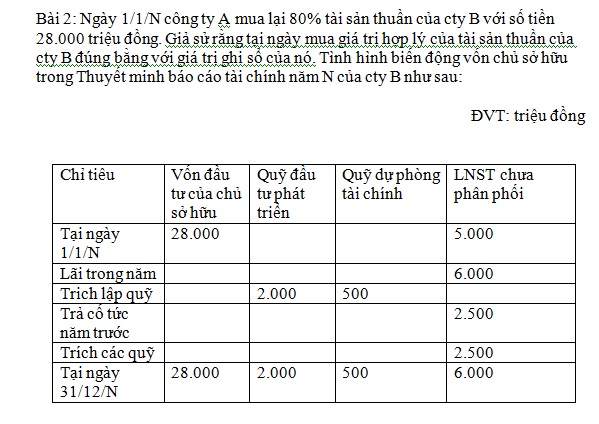 Bài 2: Ngày 1/1/N công ty A mua lại 80% tài sản thuần của cty B với số tiền
28.000 triệu đồng. Giả sử rằng tại ngày mua giá trị hợp lý của tài sản thuần của
cty B đúng bằng với giá trị ghi sổ của nó. Tình hình biến động vốn chủ sở hữu
trong Thuyết minh báo cáo tài chính năm N của cty B như sau:
ĐVT: triệu đồng
Chỉ tiêu Vốn đầu Quỹ đầu Quỹ dự phòng LNST chưa
tư của chủ tư phát tài chính phân phối
sở hữu triển
Tại ngày 28.000 5.000
1/1/N
Lãi trong năm 6.000
Trích lập quỹ 2.000 500
Trả cổ tức 2.500
năm trước
Trích các quỹ 2.500
Tại ngày 28.000 2.000 500 6.000
31/12/N